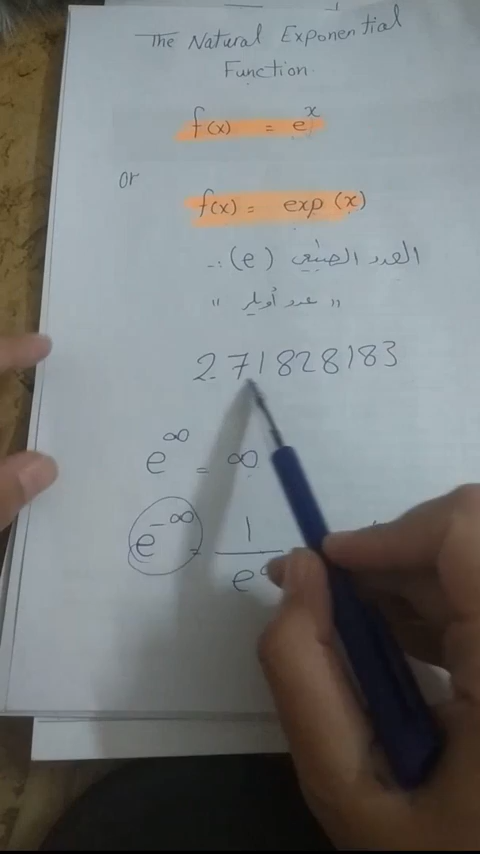 The Natural Exponential
Function
f(x) = e^x
or
f(x) = exp (x)
العدد الطبيعي (e) :-
"عدد أويلر"
2.71828183
e^∞ = ∞
e^-∞ = 1/e